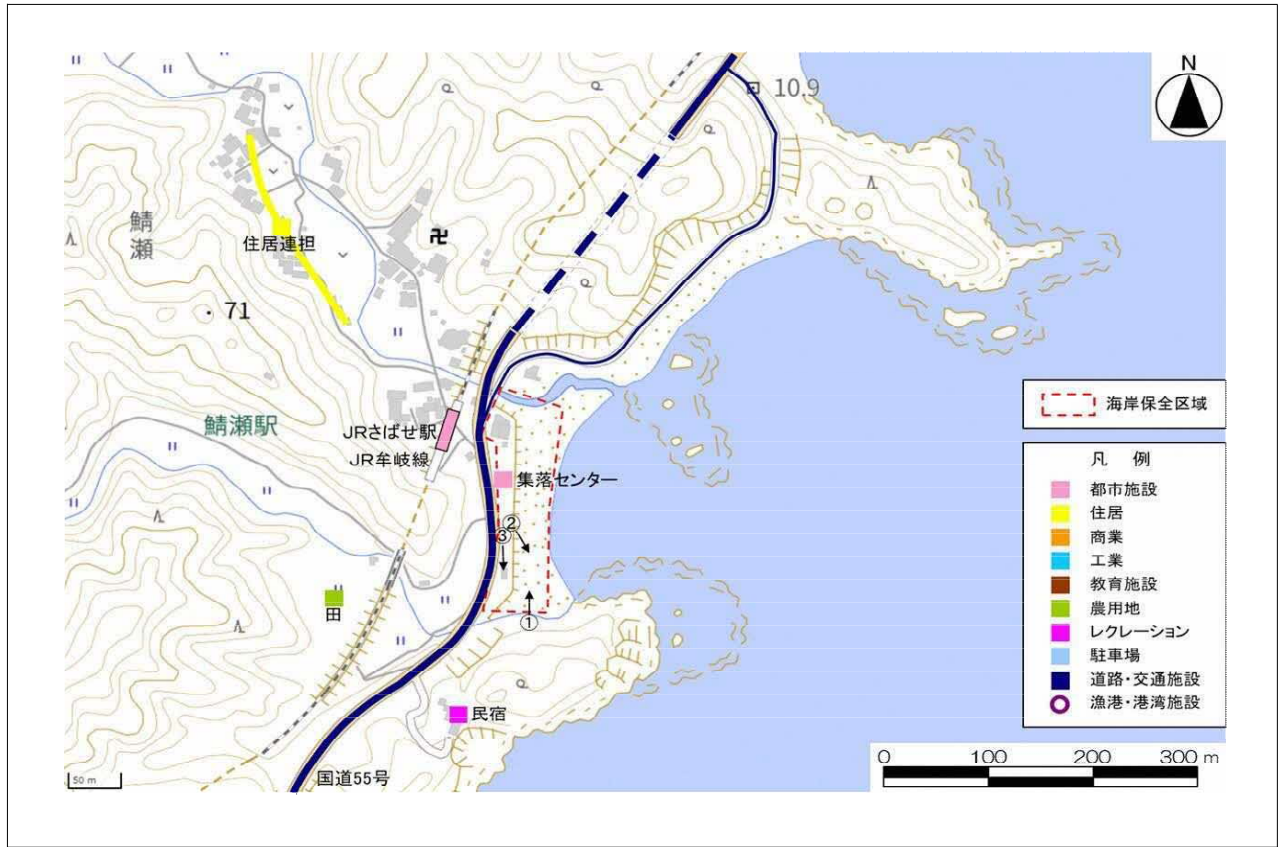 N
10.9
住居連担
鯖瀬
卍
71
鯖瀬駅
JRさばせ駅
JR牟岐線
集落センター
②
③
①
田
民宿
国道55号
50 m
海岸保全区域
凡 例
都市施設
住居
商業
工業
教育施設
農用地
レクレーション
駐車場
道路・交通施設
漁港・港湾施設
0 100 200 300 m